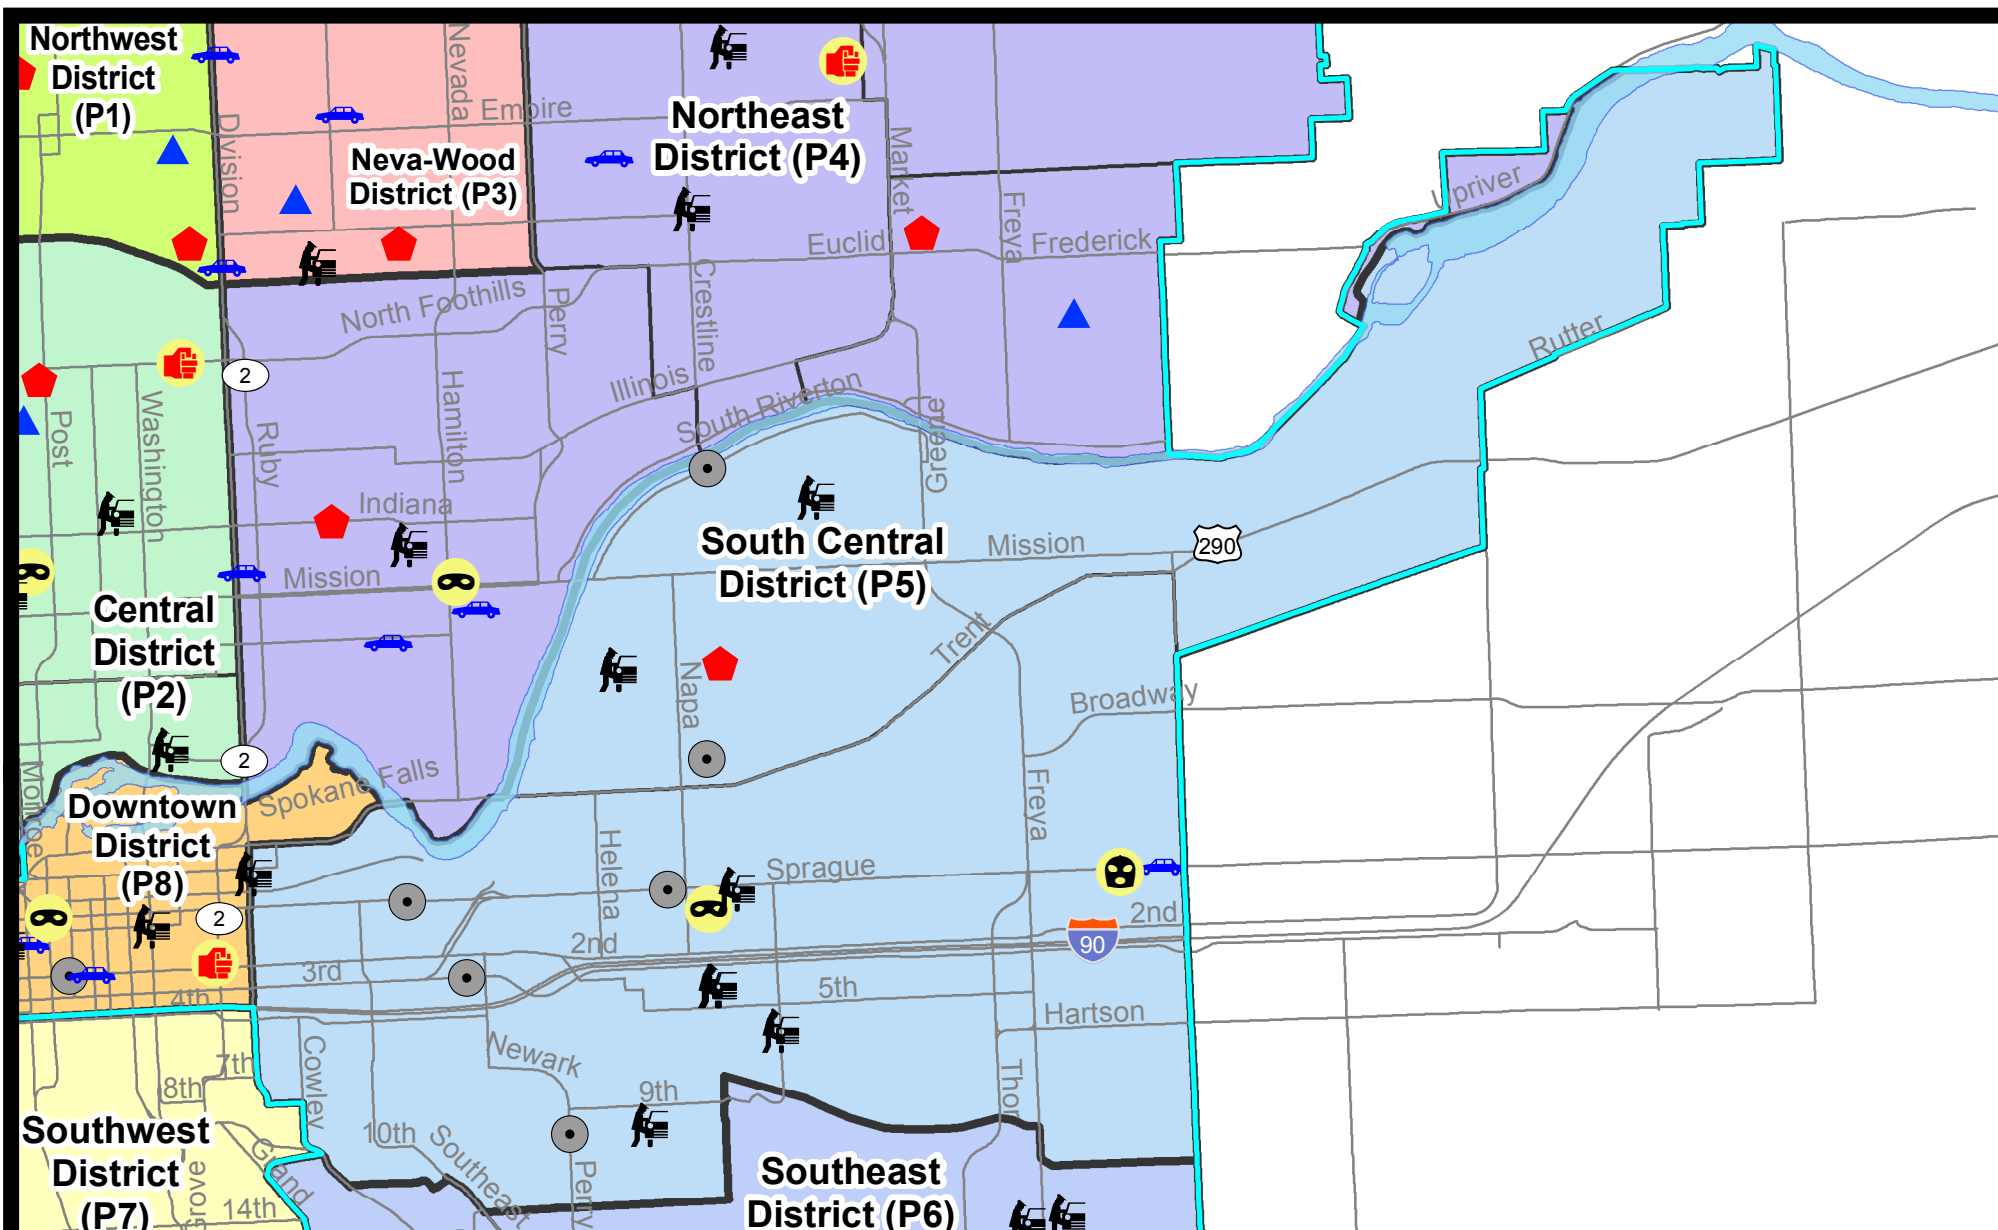 Northwest
District
(P1)
Nevada
Empire
Division
Neva-Wood
District (P3)
Northeast
District (P4)
Market
Freya
Euclid
Frederick
Upriver
Rutter
North Foothills
Perry
Crestline
Illinois
South Riverton
Greene
2
Post
Washington
Ruby
Hamilton
Indiana
Mission
Central
District
(P2)
South Central
District (P5)
Mission
290
Trent
Napa
Broadway
2
Monroe
Spokane Falls
Downtown
District
(P8)
Helena
Freya
Sprague
2
2nd
2nd
90
3rd
4th
5th
Hartson
Cowley
Newark
7th
8th
9th
Thor
10th
Southeast
Perry
Grand
Grove
14th
Southwest
District
(P7)
Southeast
District (P6)